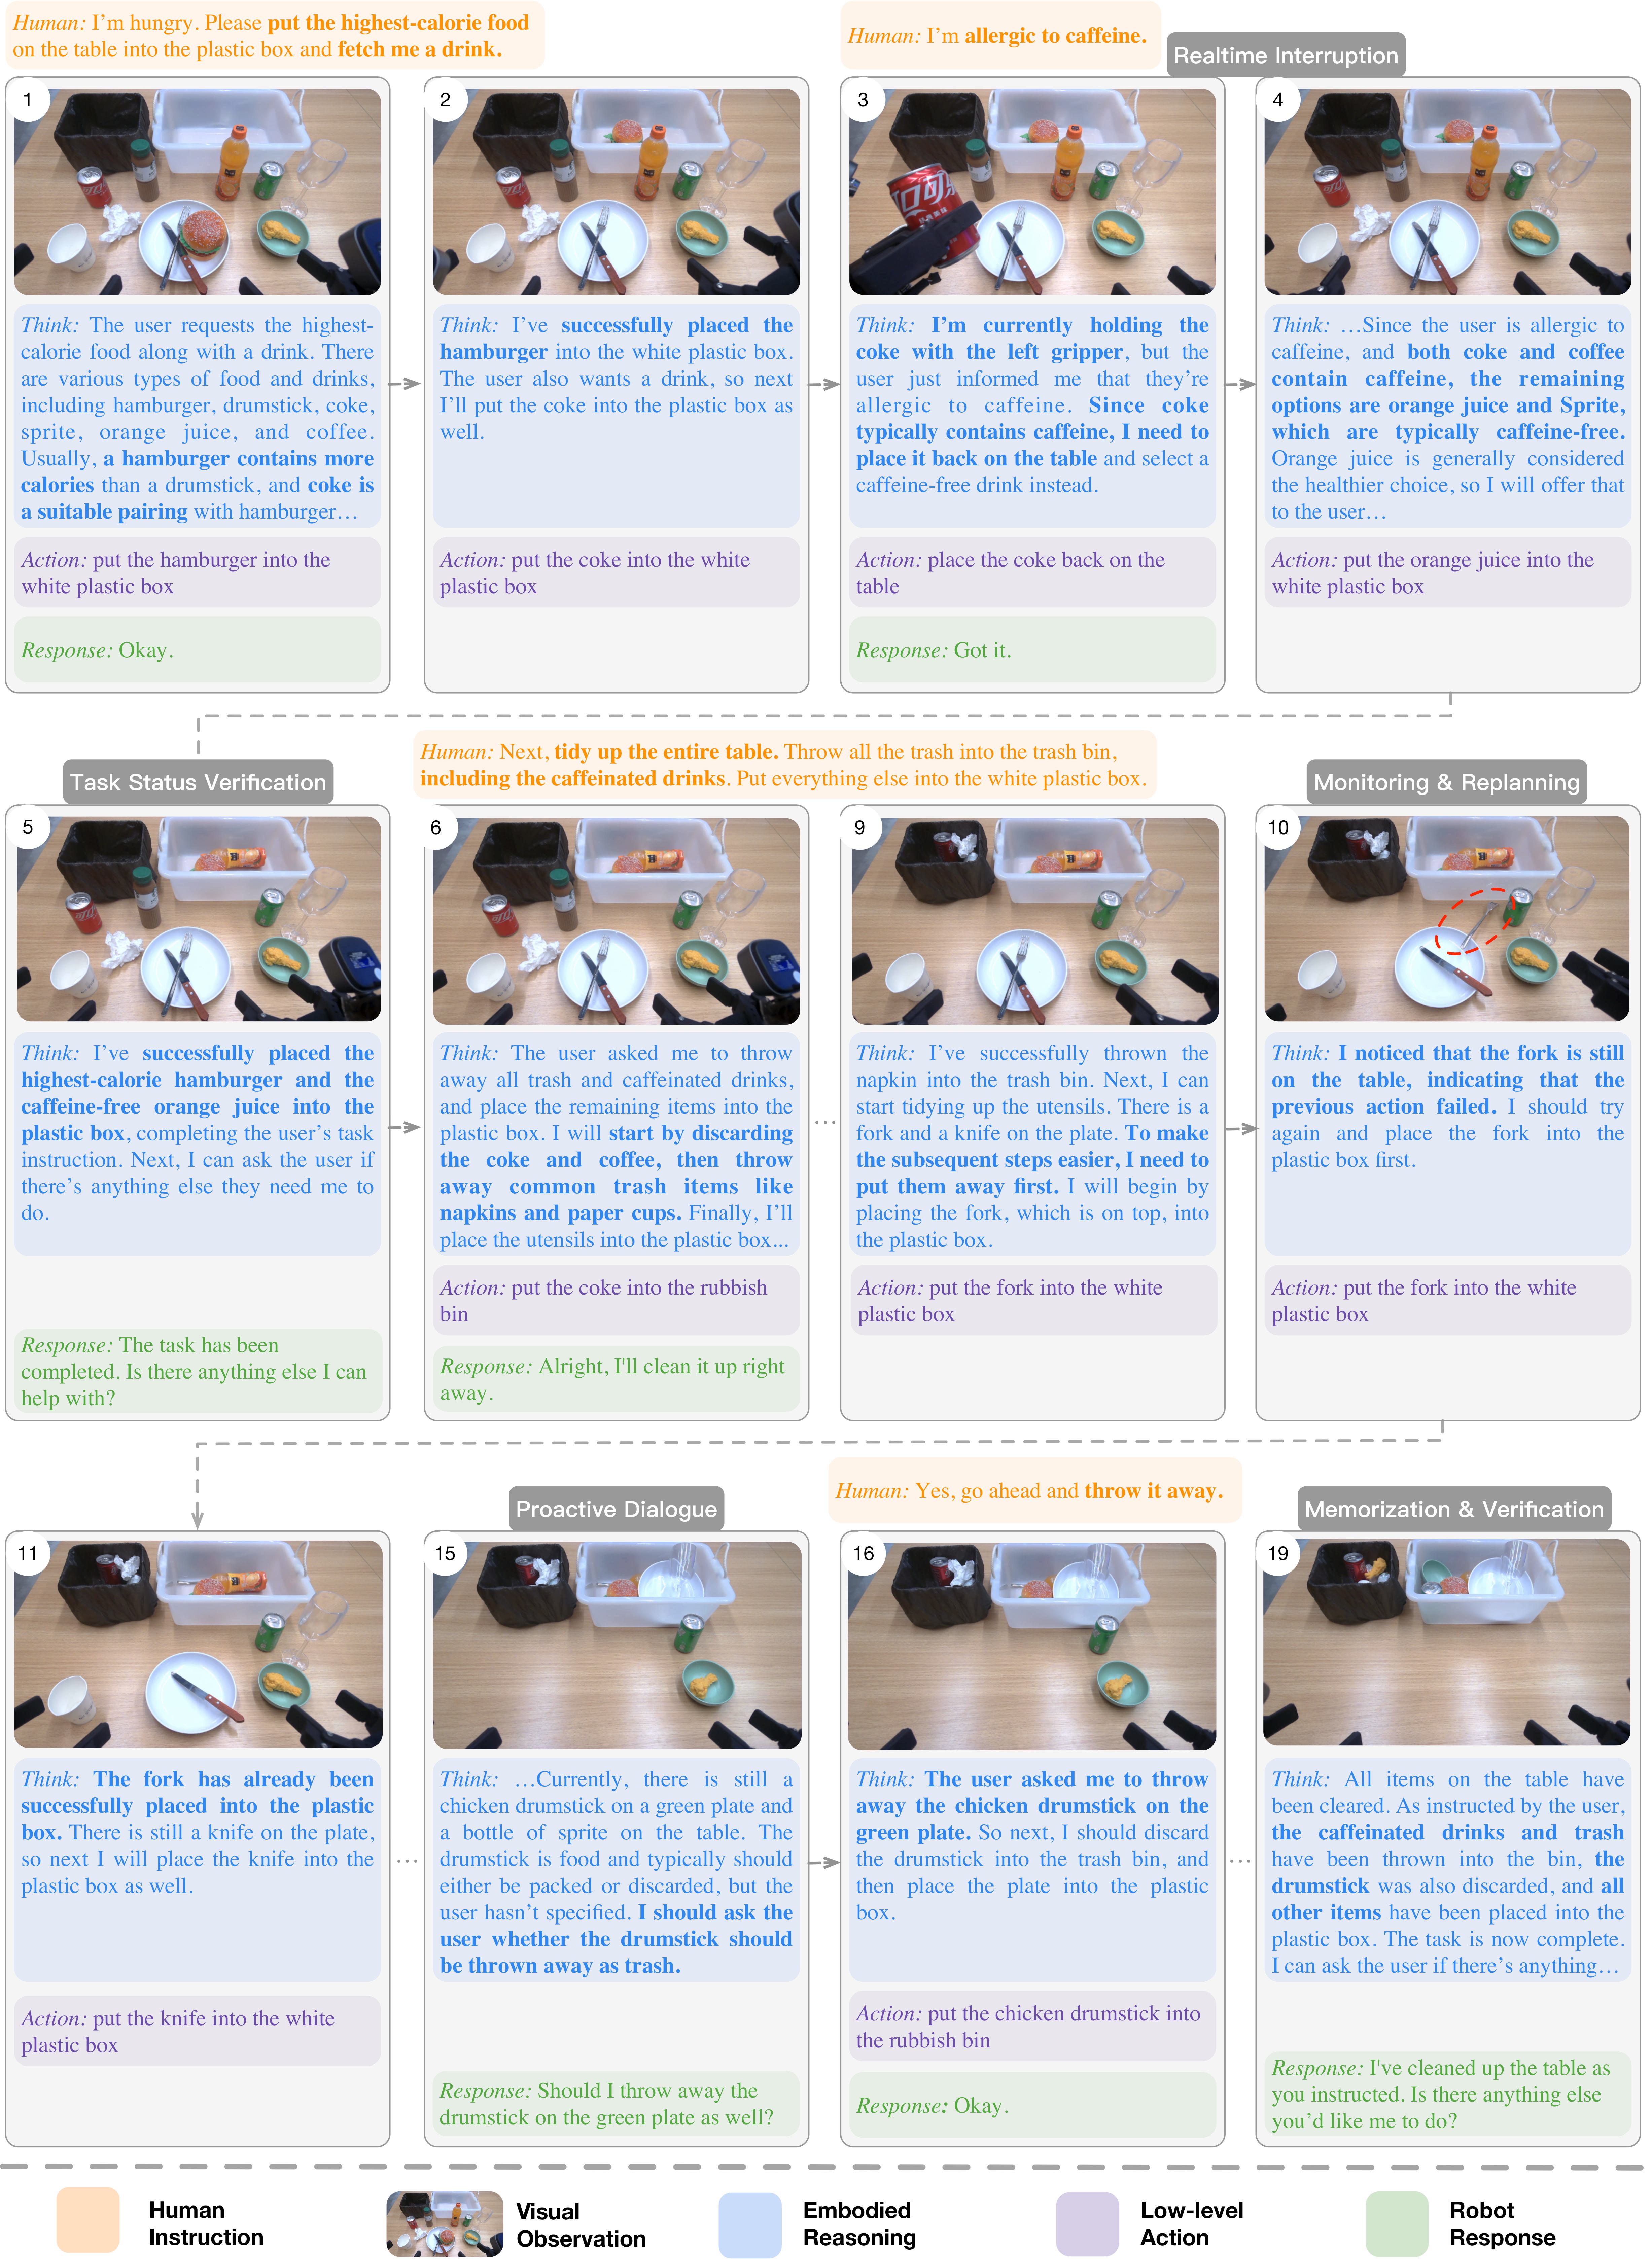 Human: I'm hungry. Please put the highest-calorie food
on the table into the plastic box and fetch me a drink.
Human: I'm allergic to caffeine.
Realtime Interruption
1
Think: The user requests the highest-
calorie food along with a drink. There
are various types of food and drinks,
including hamburger, drumstick, coke,
sprite, orange juice, and coffee.
Usually, a hamburger contains more
calories than a drumstick, and coke is
a suitable pairing with hamburger…
Action: put the hamburger into the
white plastic box
Response: Okay.
2
Think: I've successfully placed the
hamburger into the white plastic box.
The user also wants a drink, so next
I'll put the coke into the plastic box as
well.
Action: put the coke into the white
plastic box
3
Think: I'm currently holding the
coke with the left gripper, but the
user just informed me that they're
allergic to caffeine. Since coke
typically contains caffeine, I need to
place it back on the table and select a
caffeine-free drink instead.
Action: place the coke back on the
table
Response: Got it.
4
Think: …Since the user is allergic to
caffeine, and both coke and coffee
contain caffeine, the remaining
options are orange juice and Sprite,
which are typically caffeine-free.
Orange juice is generally considered
the healthier choice, so I will offer that
to the user…
Action: put the orange juice into the
white plastic box
Task Status Verification
Human: Next, tidy up the entire table. Throw all the trash into the trash bin,
including the caffeinated drinks. Put everything else into the white plastic box.
Monitoring & Replanning
5
Think: I've successfully placed the
highest-calorie hamburger and the
caffeine-free orange juice into the
plastic box, completing the user's task
instruction. Next, I can ask the user if
there's anything else they need me to
do.
Response: The task has been
completed. Is there anything else I can
help with?
6
Think: The user asked me to throw
away all trash and caffeinated drinks,
and place the remaining items into the
plastic box. I will start by discarding
the coke and coffee, then throw
away common trash items like
napkins and paper cups. Finally, I'll
place the utensils into the plastic box...
Action: put the coke into the rubbish
bin
Response: Alright, I'll clean it up right
away.
...
9
Think: I've successfully thrown the
napkin into the trash bin. Next, I can
start tidying up the utensils. There is a
fork and a knife on the plate. To make
the subsequent steps easier, I need to
put them away first. I will begin by
placing the fork, which is on top, into
the plastic box.
Action: put the fork into the white
plastic box
10
Think: I noticed that the fork is still
on the table, indicating that the
previous action failed. I should try
again and place the fork into the
plastic box first.
Action: put the fork into the white
plastic box
Proactive Dialogue
Human: Yes, go ahead and throw it away.
Memorization & Verification
11
Think: The fork has already been
successfully placed into the plastic
box. There is still a knife on the plate,
so next I will place the knife into the
plastic box as well.
Action: put the knife into the white
plastic box
...
15
Think: …Currently, there is still a
chicken drumstick on a green plate and
a bottle of sprite on the table. The
drumstick is food and typically should
either be packed or discarded, but the
user hasn't specified. I should ask the
user whether the drumstick should
be thrown away as trash.
Response: Should I throw away the
drumstick on the green plate as well?
16
Think: The user asked me to throw
away the chicken drumstick on the
green plate. So next, I should discard
the drumstick into the trash bin, and
then place the plate into the plastic
box.
Action: put the chicken drumstick into
the rubbish bin
Response: Okay.
...
19
Think: All items on the table have
been cleared. As instructed by the user,
the caffeinated drinks and trash
have been thrown into the bin, the
drumstick was also discarded, and all
other items have been placed into the
plastic box. The task is now complete.
I can ask the user if there's anything…
Response: I've cleaned up the table as
you instructed. Is there anything else
you'd like me to do?
Human
Instruction
Visual
Observation
Embodied
Reasoning
Low-level
Action
Robot
Response